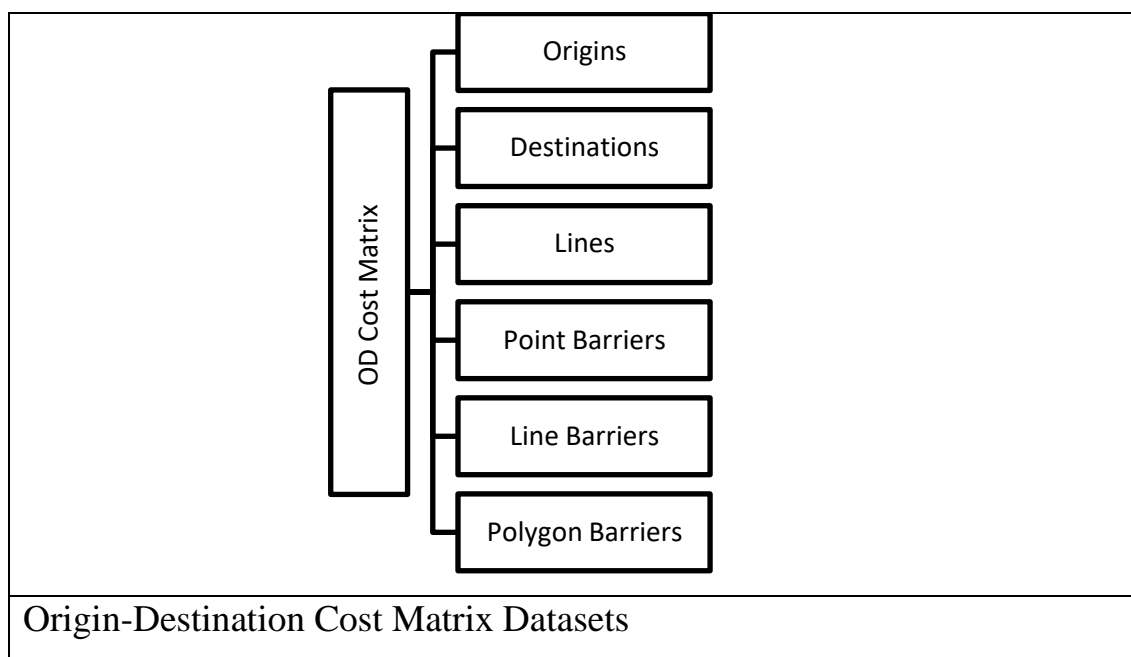 OD Cost Matrix
Origins
Destinations
Lines
Point Barriers
Line Barriers
Polygon Barriers
Origin-Destination Cost Matrix Datasets